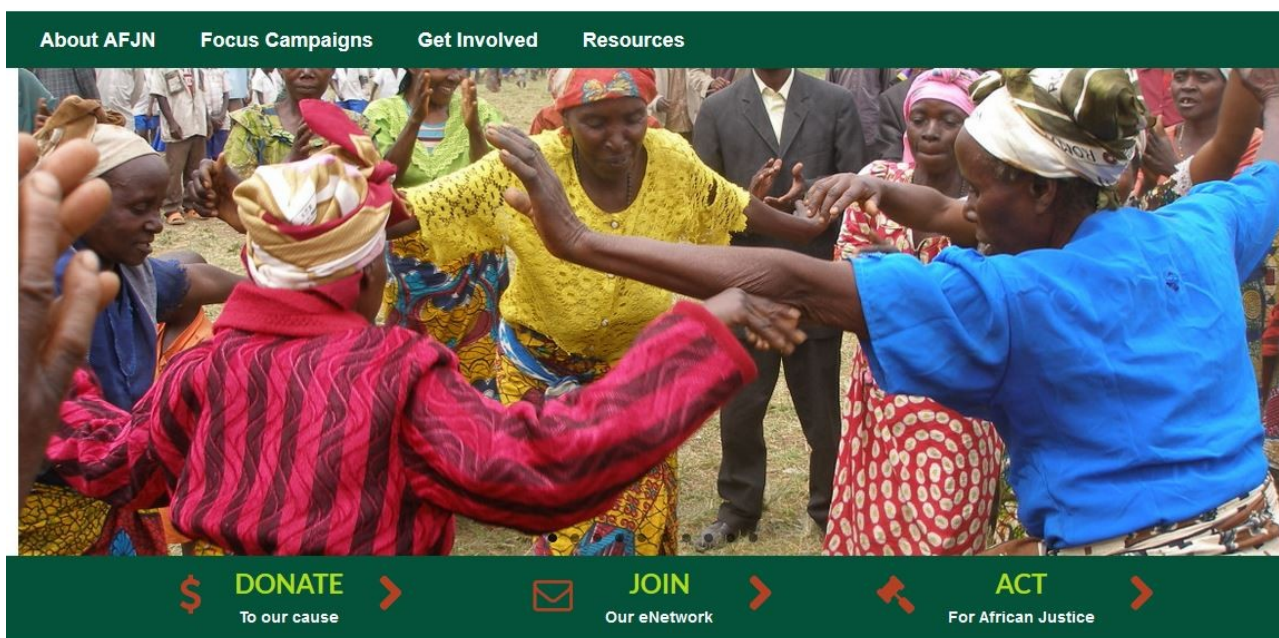 About AFJN Focus Campaigns Get Involved Resources
DONATE JOIN ACT
To our cause Our eNetwork For African Justice